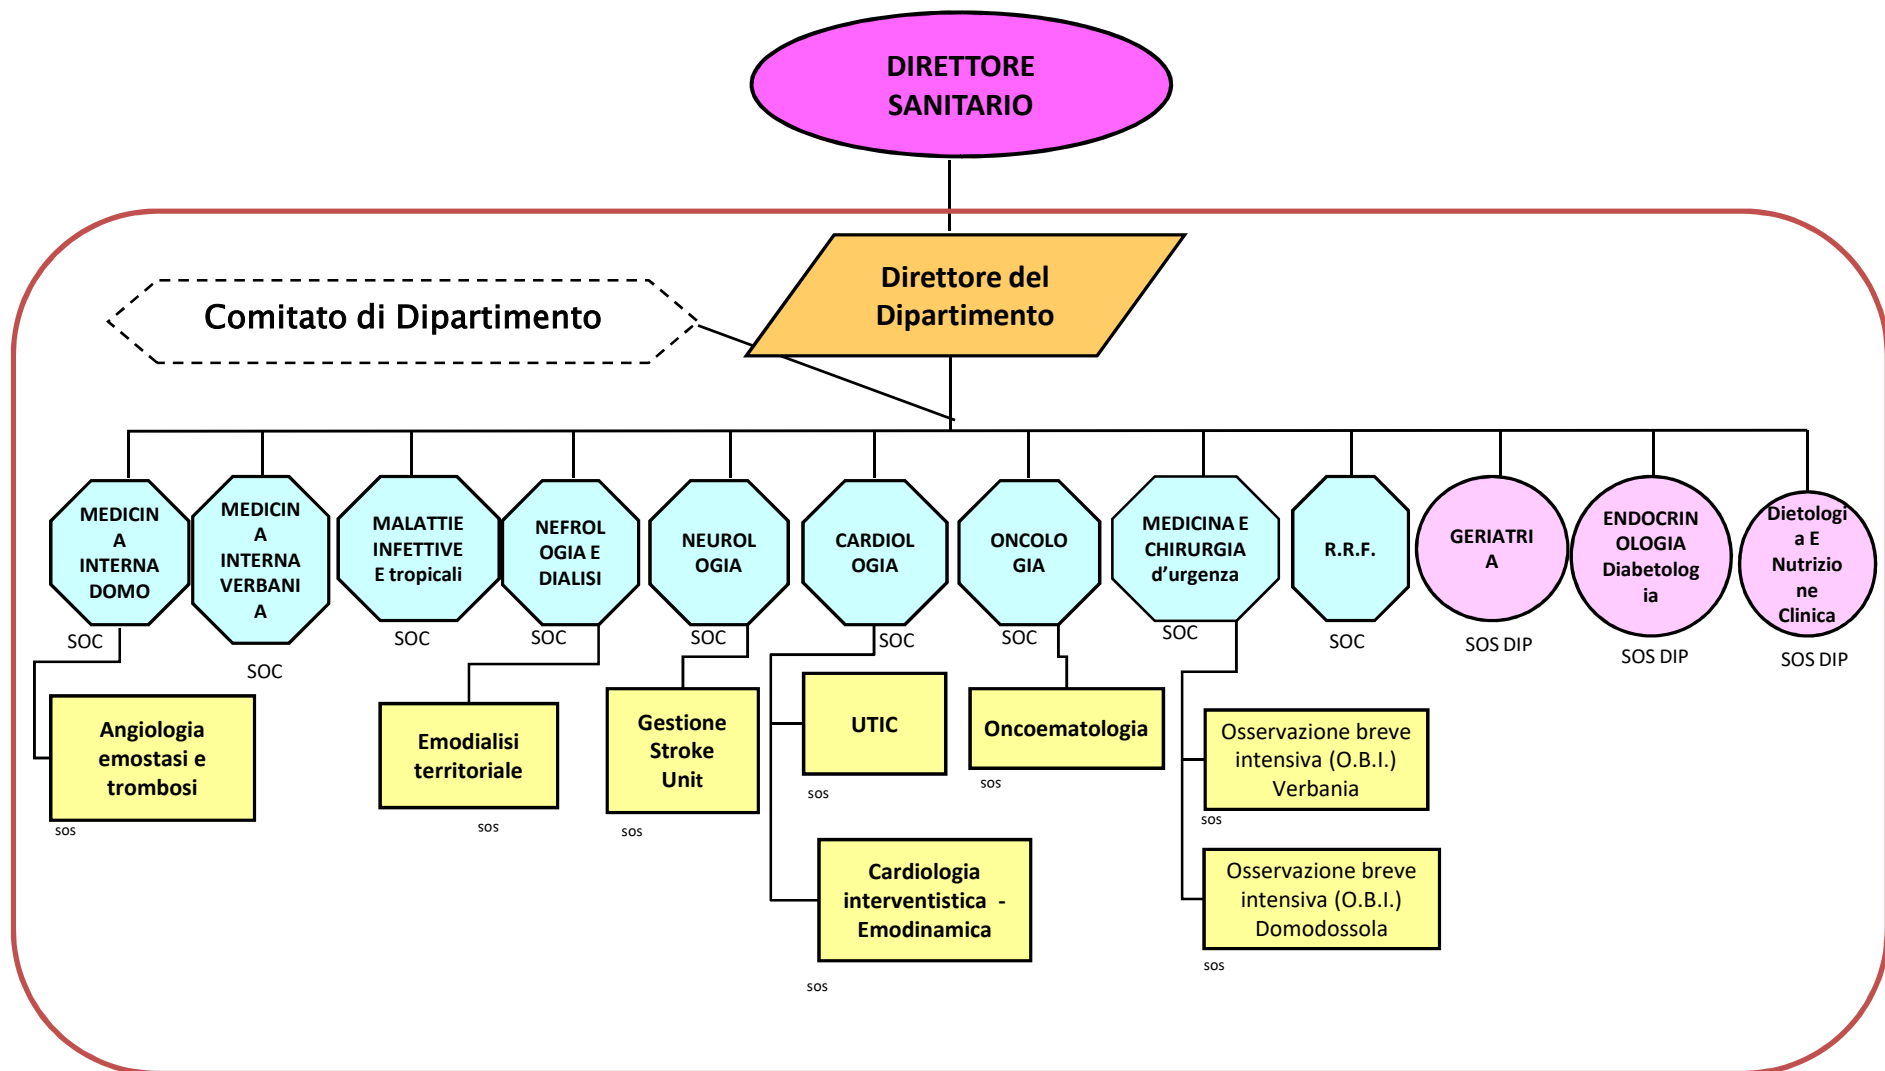 DIRETTORE
SANITARIO
Direttore del
Dipartimento
Comitato di Dipartimento
MEDICIN
A
INTERNA
DOMO
SOC
MEDICIN
A
INTERNA
VERBANI
A
SOC
MALATTIE
INFETTIVE
E tropicali
SOC
NEFROL
OGIA E
DIALISI
SOC
NEUROL
OGIA
SOC
CARDIOL
OGIA
SOC
ONCOLO
GIA
SOC
MEDICINA E
CHIRURGIA
d’urgenza
SOC
R.R.F.
SOC
GERIATRI
A
SOS DIP
ENDOCRIN
OLOGIA
Diabetolog
ia
SOS DIP
Dietologi
a E
Nutrizio
ne
Clinica
SOS DIP
Angiologia
emostasi e
trombosi
sos
Emodialisi
territoriale
sos
Gestione
Stroke
Unit
sos
UTIC
sos
Cardiologia
interventistica -
Emodinamica
sos
Oncoematologia
sos
Osservazione breve
intensiva (O.B.I.)
Verbania
sos
Osservazione breve
intensiva (O.B.I.)
Domodossola
sos